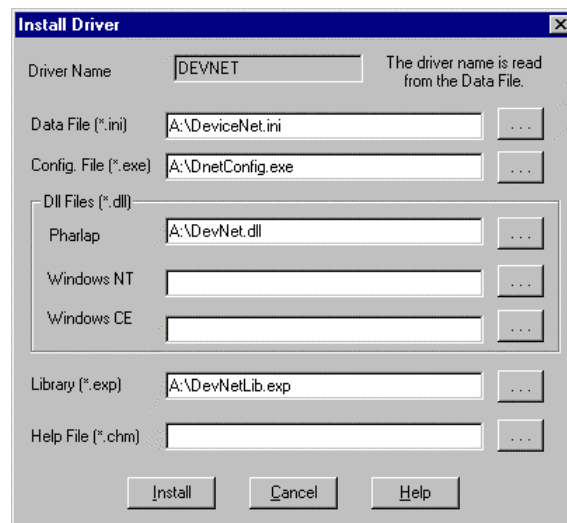 Install Driver
Driver Name
DEVNET
The driver name is read
from the Data File.
Data File (*.ini)
A:\DeviceNet.ini
...
Config. File (*.exe)
A:\DnetConfig.exe
...
Dll Files (*.dll)
Pharlap
A:\DevNet.dll
...
Windows NT
...
Windows CE
...
Library (*.exp)
A:\DevNetLib.exp
...
Help File (*.chm)
...
Install
Cancel
Help